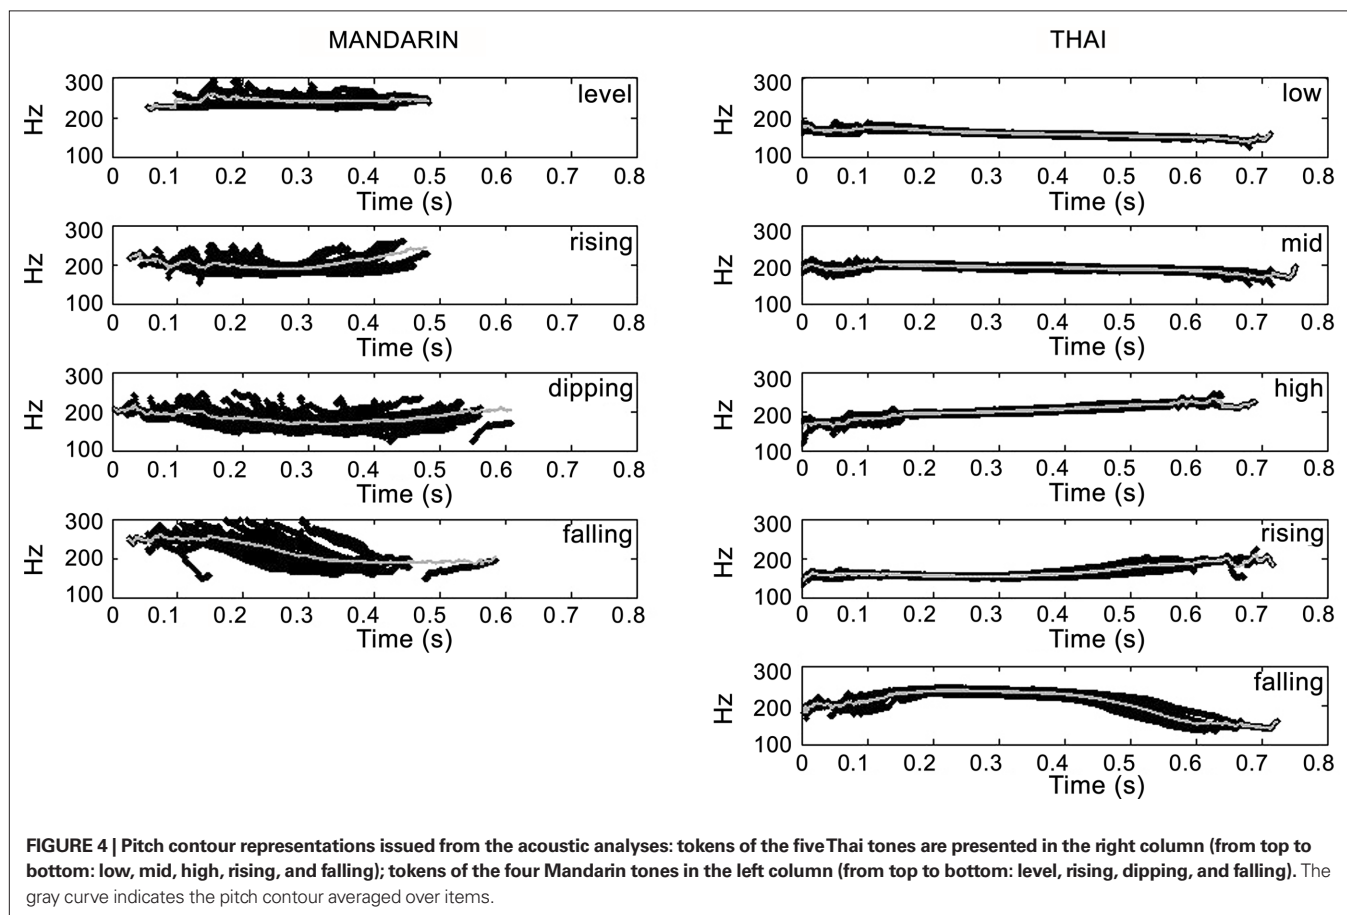 MANDARIN
300
200
100
Hz
level
0 0.1 0.2 0.3 0.4 0.5 0.6 0.7 0.8
Time (s)
300
200
100
Hz
rising
0 0.1 0.2 0.3 0.4 0.5 0.6 0.7 0.8
Time (s)
300
200
100
Hz
dipping
0 0.1 0.2 0.3 0.4 0.5 0.6 0.7 0.8
Time (s)
300
200
100
Hz
falling
0 0.1 0.2 0.3 0.4 0.5 0.6 0.7 0.8
Time (s)
THAI
300
200
100
Hz
low
0 0.1 0.2 0.3 0.4 0.5 0.6 0.7 0.8
Time (s)
300
200
100
Hz
mid
0 0.1 0.2 0.3 0.4 0.5 0.6 0.7 0.8
Time (s)
300
200
100
Hz
high
0 0.1 0.2 0.3 0.4 0.5 0.6 0.7 0.8
Time (s)
300
200
100
Hz
rising
0 0.1 0.2 0.3 0.4 0.5 0.6 0.7 0.8
Time (s)
300
200
100
Hz
falling
0 0.1 0.2 0.3 0.4 0.5 0.6 0.7 0.8
Time (s)
FIGURE 4 | Pitch contour representations issued from the acoustic analyses: tokens of the five Thai tones are presented in the right column (from top to
bottom: low, mid, high, rising, and falling); tokens of the four Mandarin tones in the left column (from top to bottom: level, rising, dipping, and falling). The
gray curve indicates the pitch contour averaged over items.